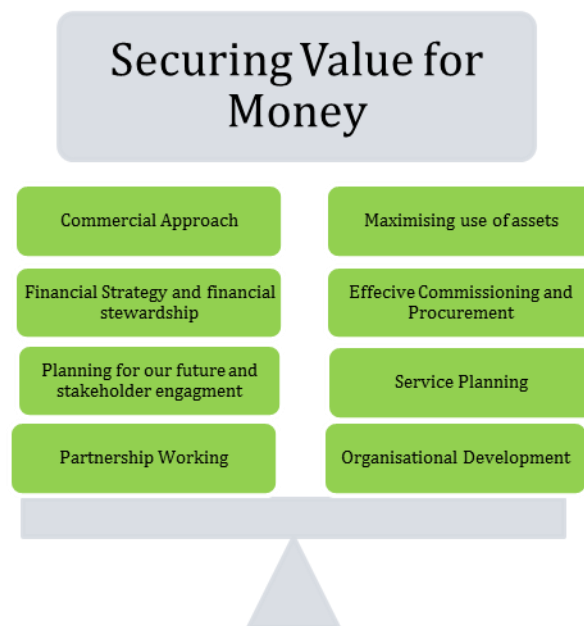 Securing Value for
Money
Commercial Approach
Maximising use of assets
Financial Strategy and financial
stewardship
Effecive Commissioning and
Procurement
Planning for our future and
stakeholder engagment
Service Planning
Partnership Working
Organisational Development